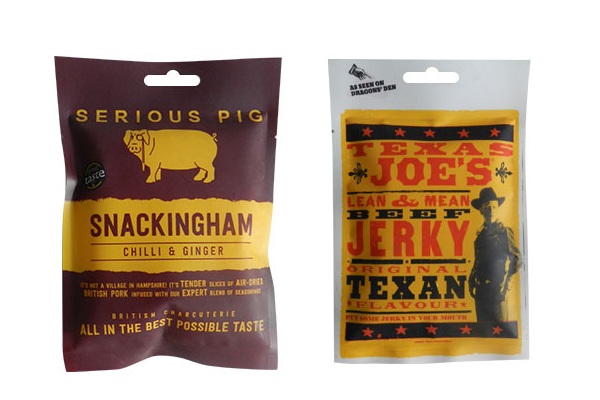 SERIOUS PIG
taste
SNACKINGHAM
CHILLI & GINGER
IT'S NOT A VILLAGE IN HAMPSHIRE! IT'S TENDER SLICES OF AIR-DRIED
BRITISH PORK INFUSED WITH OUR EXPERT BLEND OF SEASONINGS
BRITISH CHARCUTERIE
ALL IN THE BEST POSSIBLE TASTE
AS SEEN ON
DRAGONS' DEN
TEXAS
JOE'S
LEAN & MEAN
BEEF
JERKY
ORIGINAL
TEXAN
FLAVOUR
PUT SOME JERKY IN YOUR MOUTH